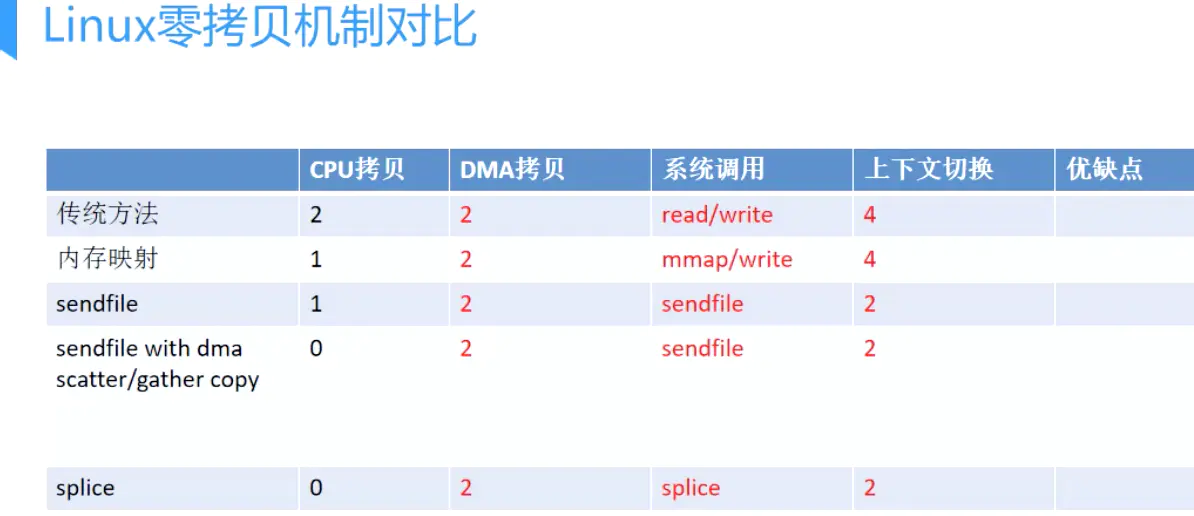 Linux零拷贝机制对比
CPU拷贝 DMA拷贝 系统调用 上下文切换 优缺点
传统方法 2 2 read/write 4
内存映射 1 2 mmap/write 4
sendfile 1 2 sendfile 2
sendfile with dma 0 2 sendfile 2
scatter/gather copy
splice 0 2 splice 2